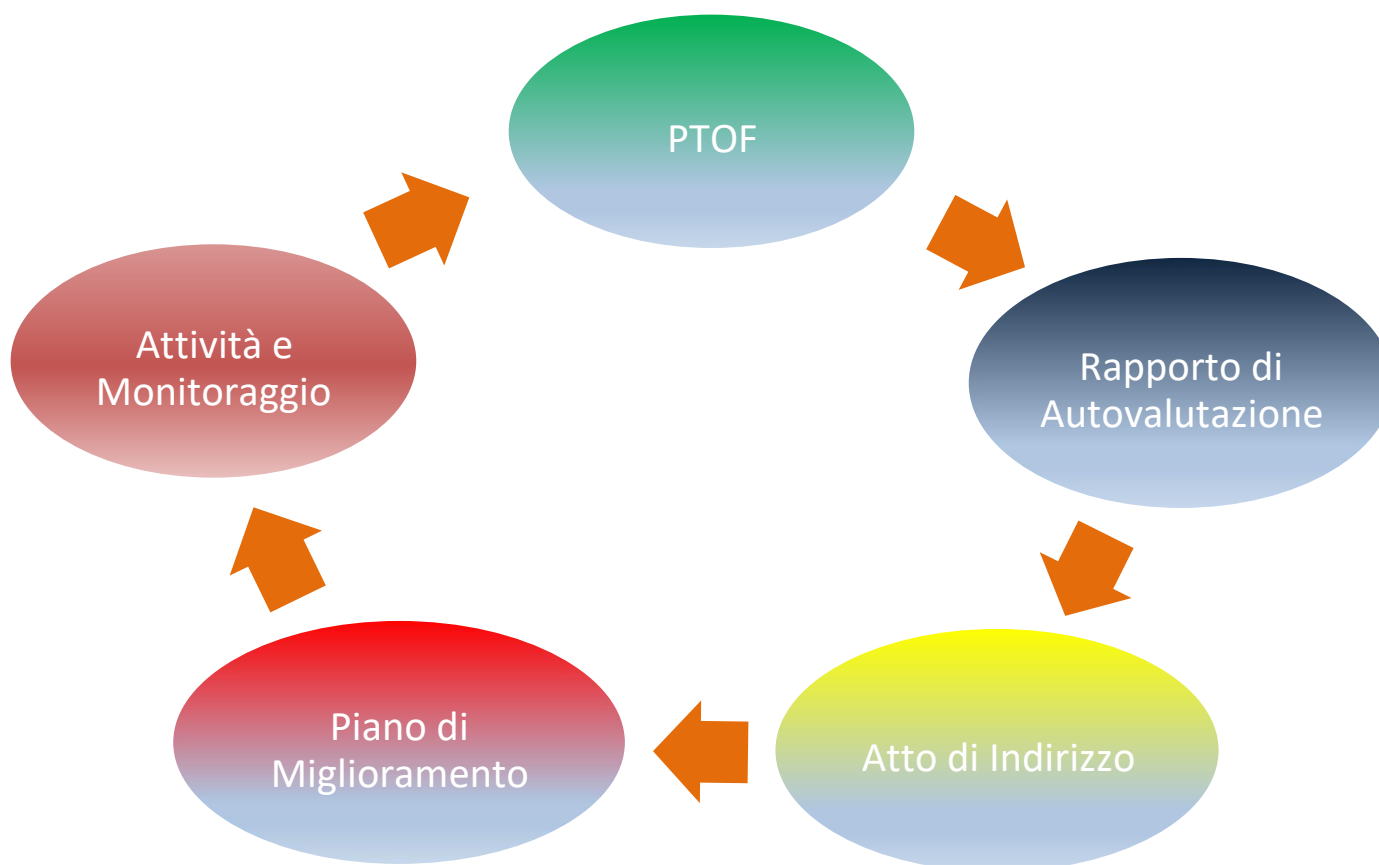 PTOF
Rapporto di
Autovalutazione
Atto di Indirizzo
Piano di
Miglioramento
Attività e
Monitoraggio